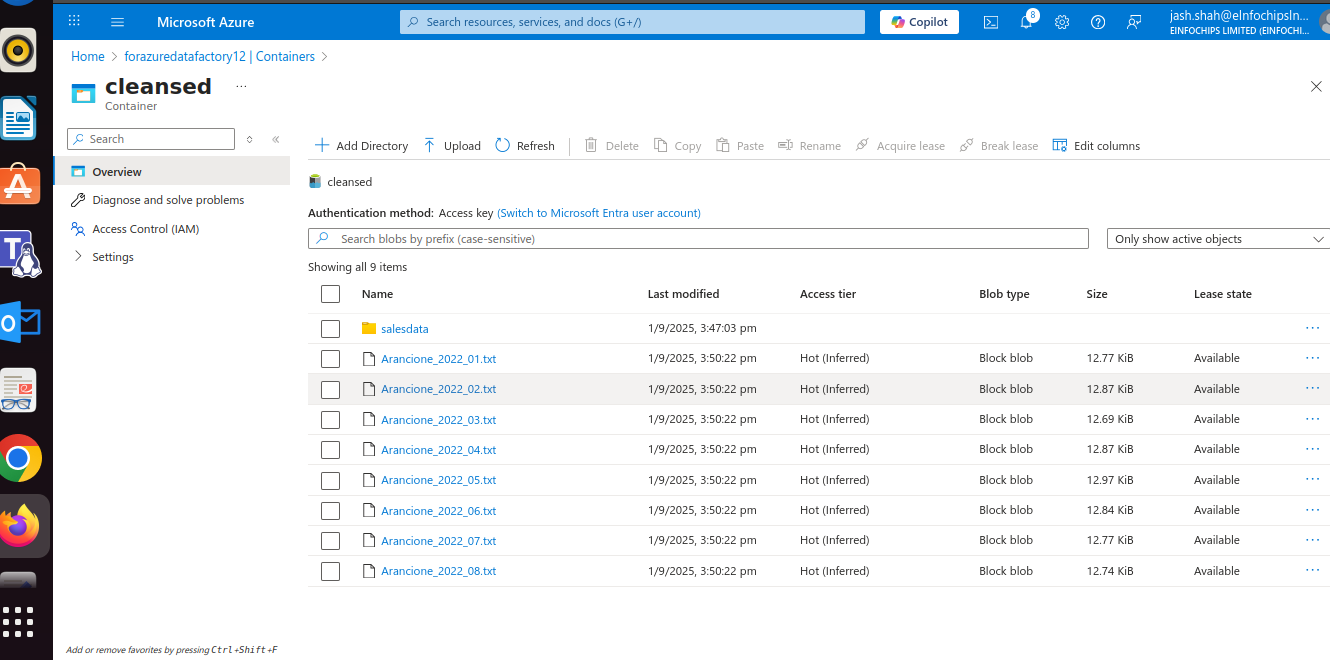 Microsoft Azure
Search resources, services, and docs (G+/)
Copilot
8
jash.shah@eInfochipsIn...
EINFOCHIPS LIMITED (EINFOCHI...
Home > forazuredatafactory12 | Containers >
cleansed ...
Container
Search
Overview
Diagnose and solve problems
Access Control (IAM)
Settings
Add or remove favorites by pressing Ctrl+Shift+F
Add Directory Upload Refresh Delete Copy Paste Rename Acquire lease Break lease Edit columns
cleansed
Authentication method: Access key (Switch to Microsoft Entra user account)
Search blobs by prefix (case-sensitive)
Only show active objects
Showing all 9 items
Name Last modified Access tier Blob type Size Lease state
salesdata 1/9/2025, 3:47:03 pm ...
Arancione_2022_01.txt 1/9/2025, 3:50:22 pm Hot (Inferred) Block blob 12.77 KiB Available ...
Arancione_2022_02.txt 1/9/2025, 3:50:22 pm Hot (Inferred) Block blob 12.87 KiB Available ...
Arancione_2022_03.txt 1/9/2025, 3:50:22 pm Hot (Inferred) Block blob 12.69 KiB Available ...
Arancione_2022_04.txt 1/9/2025, 3:50:22 pm Hot (Inferred) Block blob 12.87 KiB Available ...
Arancione_2022_05.txt 1/9/2025, 3:50:22 pm Hot (Inferred) Block blob 12.97 KiB Available ...
Arancione_2022_06.txt 1/9/2025, 3:50:22 pm Hot (Inferred) Block blob 12.84 KiB Available ...
Arancione_2022_07.txt 1/9/2025, 3:50:22 pm Hot (Inferred) Block blob 12.77 KiB Available ...
Arancione_2022_08.txt 1/9/2025, 3:50:22 pm Hot (Inferred) Block blob 12.74 KiB Available ...